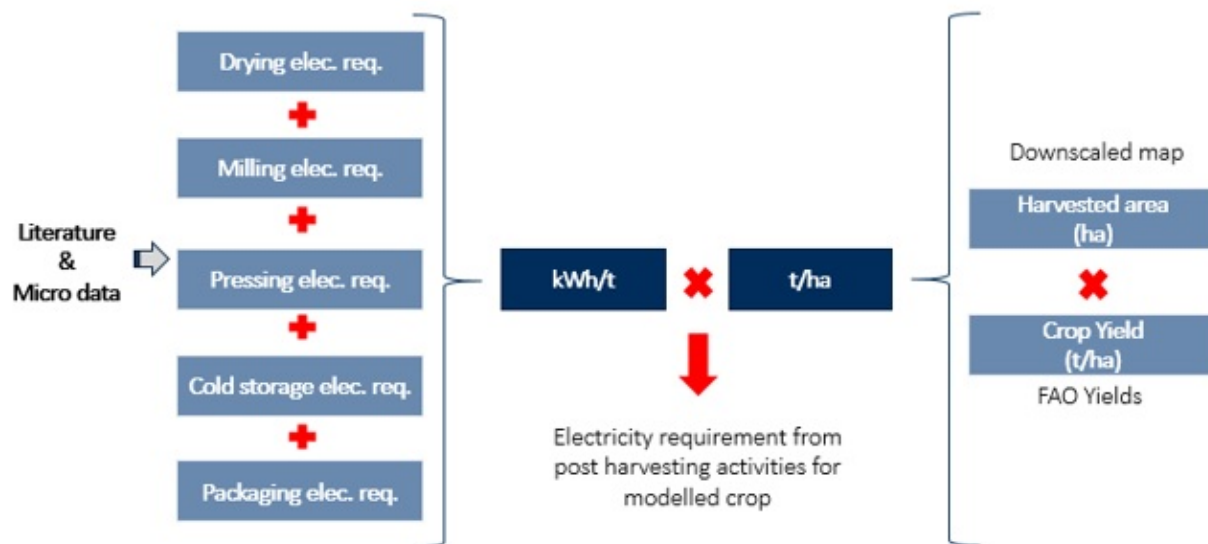 Literature
&
Micro data
Drying elec. req.
Milling elec. req.
Pressing elec. req.
Cold storage elec. req.
Packaging elec. req.
kWh/t
t/ha
Electricity requirement from
post harvesting activities for
modelled crop
Downscaled map
Harvested area
(ha)
Crop Yield
(t/ha)
FAO Yields